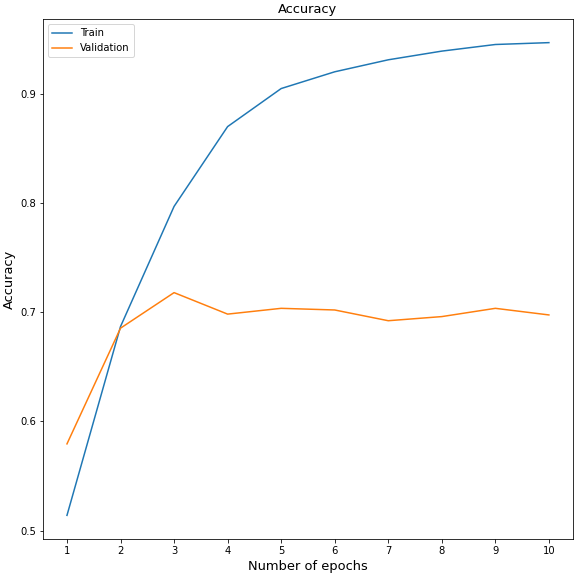 Accuracy
Train
Validation
0.9
0.8
0.7
0.6
0.5
Accuracy
1 2 3 4 5 6 7 8 9 10
Number of epochs